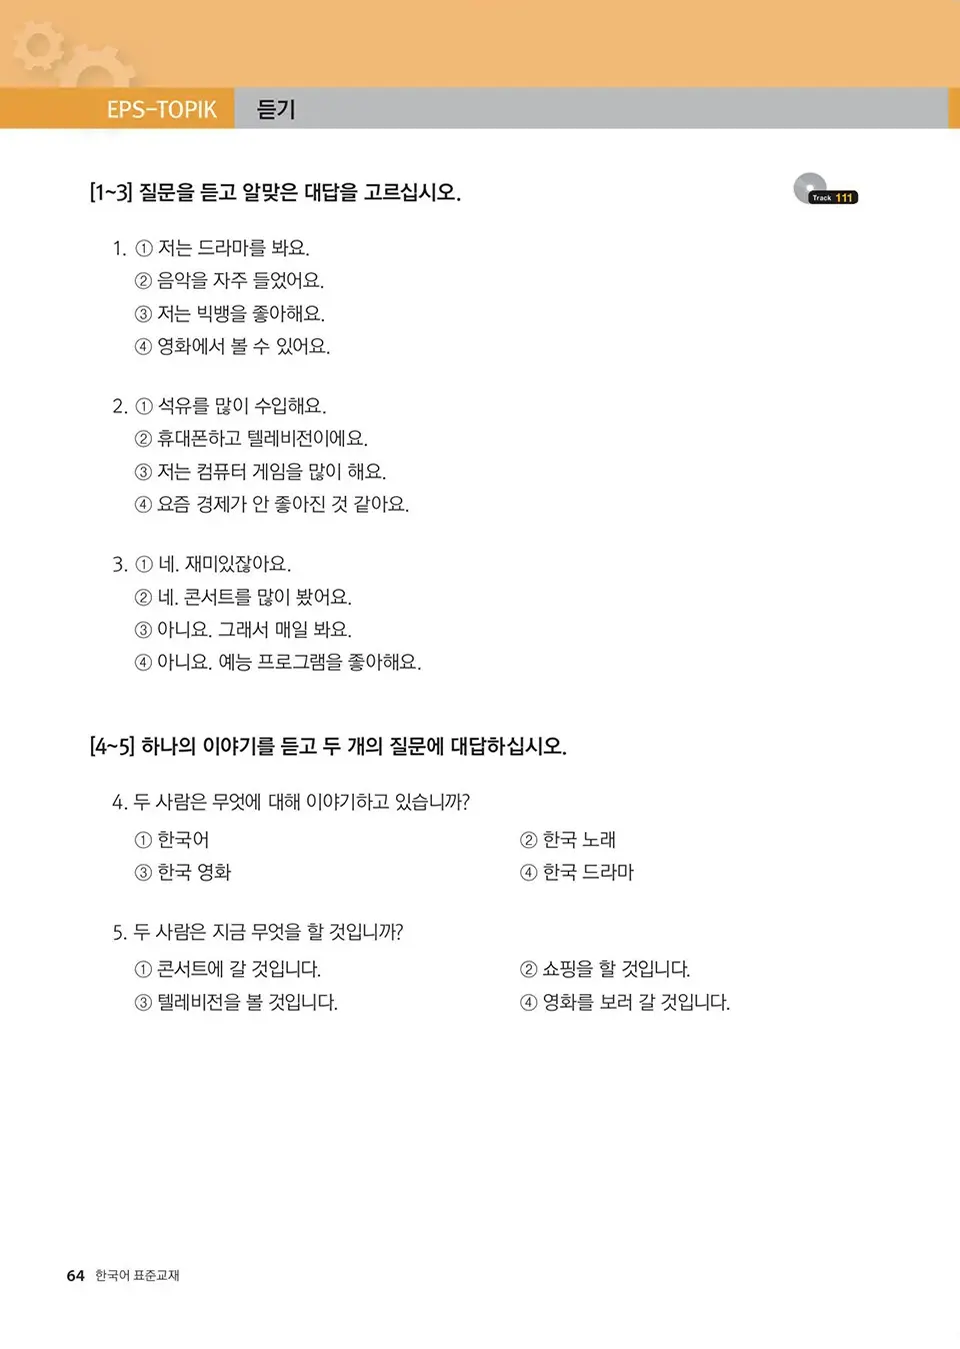 EPS-TOPIK 듣기
[1~3] 질문을 듣고 알맞은 대답을 고르십시오.
Track 111
1. ① 저는 드라마를 봐요.
② 음악을 자주 들었어요.
③ 저는 빅뱅을 좋아해요.
④ 영화에서 볼 수 있어요.
2. ① 석유를 많이 수입해요.
② 휴대폰하고 텔레비전이에요.
③ 저는 컴퓨터 게임을 많이 해요.
④ 요즘 경제가 안 좋아진 것 같아요.
3. ① 네. 재미있잖아요.
② 네. 콘서트를 많이 봤어요.
③ 아니요. 그래서 매일 봐요.
④ 아니요. 예능 프로그램을 좋아해요.
[4~5] 하나의 이야기를 듣고 두 개의 질문에 대답하십시오.
4. 두 사람은 무엇에 대해 이야기하고 있습니까?
① 한국어 ② 한국 노래
③ 한국 영화 ④ 한국 드라마
5. 두 사람은 지금 무엇을 할 것입니까?
① 콘서트에 갈 것입니다. ② 쇼핑을 할 것입니다.
③ 텔레비전을 볼 것입니다. ④ 영화를 보러 갈 것입니다.
64 한국어 표준교재